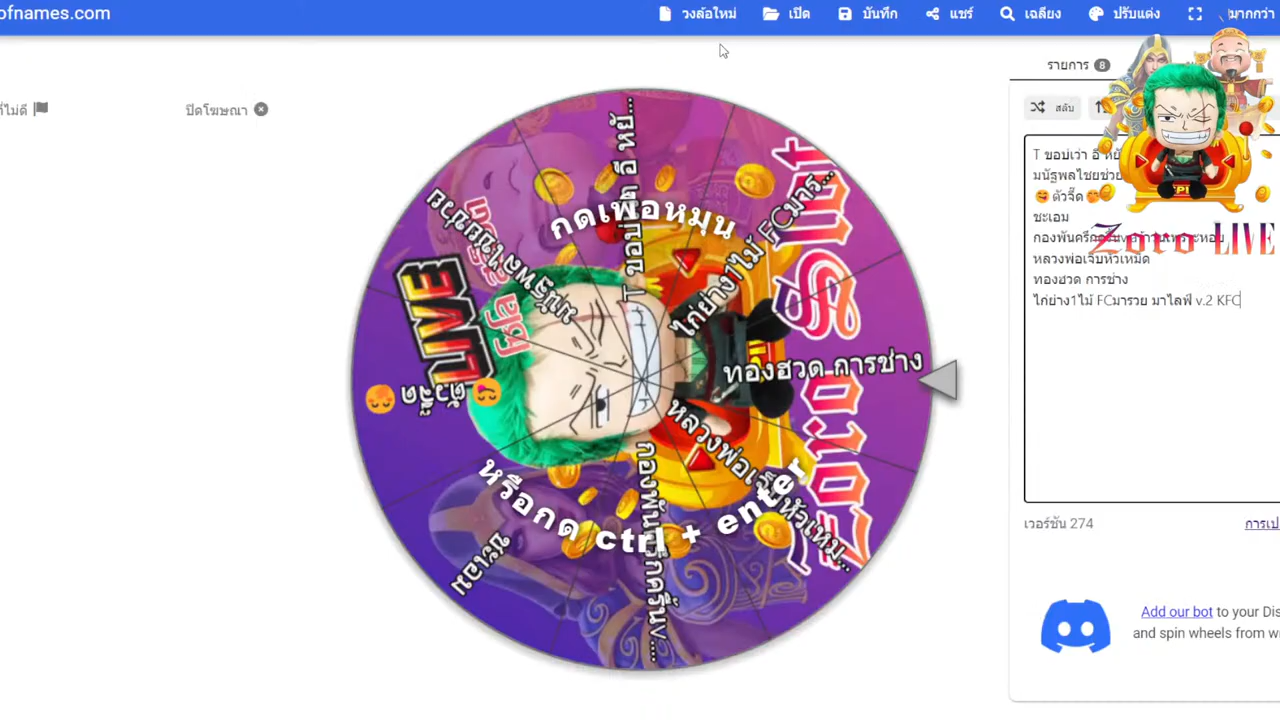 ofnames.com
วงล้อใหม่
เปิด
บันทึก
แชร์
เฉลียง
ปรับแต่ง
มากกว่า
ที่ไม่ดี
ปิดโฆษณา
รายการ 8
สลับ
T ขอบ่เว่า อี หยั
มนัฐพลไชยช่วย
🥰 ตัวจี๊ด
ชะเอม
หลวงพ่อเจ็บหัวเหม็ด
ทองฮวด การช่าง
ไก่ย่าง1ไม้ FCมารวย มาไลฟ์ v.2 KFC
Zoro LIVE
T ขอบ่เว่า อี หยั...
ไก่ย่าง1ไม้ FCมาร...
ทองฮวด การช่าง
หลวงพ่อเจ็บหัวเหม...
ชะเอม
ตัวจี๊ด
กดเพื่อหมุน
หรือกด ctrl + enter
LIVE
Zoro Slot
เวอร์ชัน 274
การเป
Add our bot to your Dis
and spin wheels from w